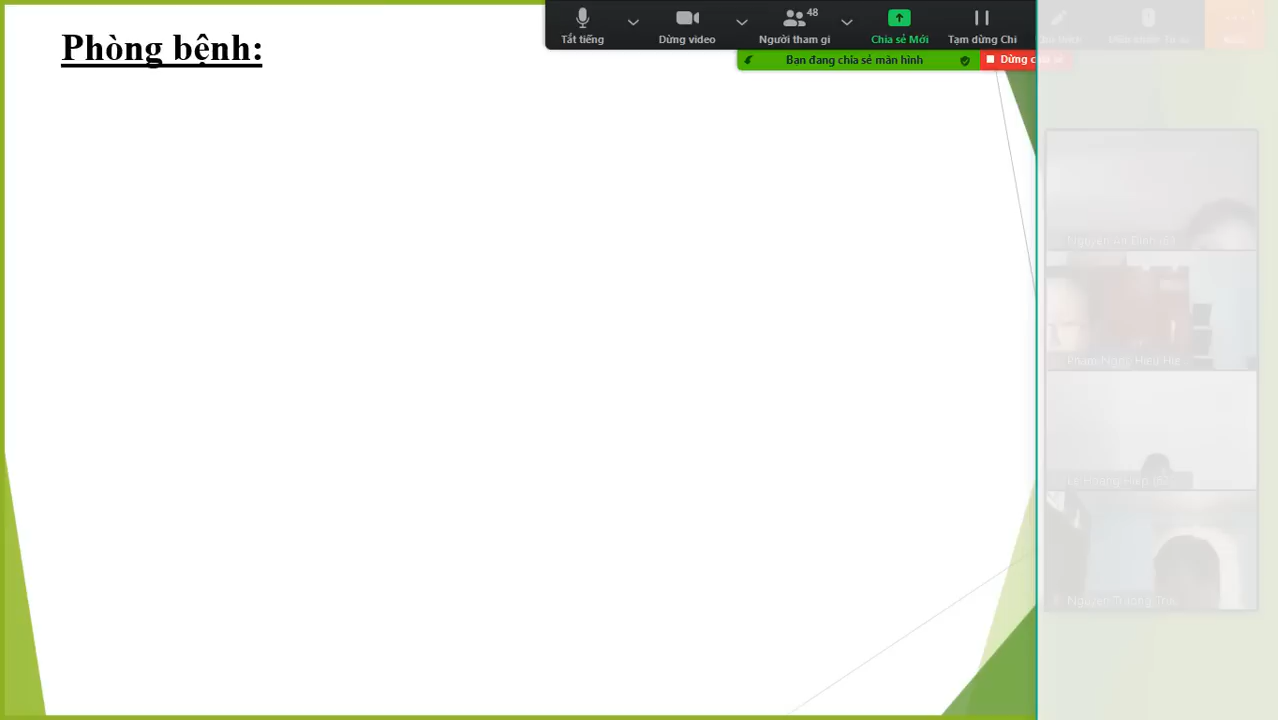 Phòng bệnh:
48
Tắt tiếng
Dừng video
Người tham gi
Chia sẻ Mới
Tạm dừng Chi
Bạn đang chia sẻ màn hình
Dừng